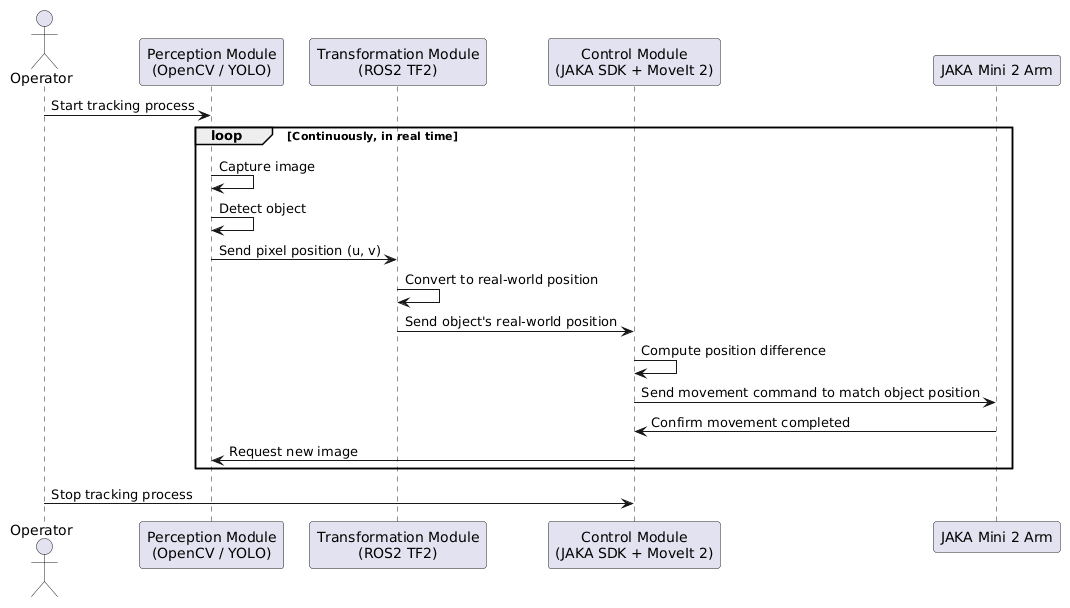 Operator
Perception Module
(OpenCV / YOLO)
Transformation Module
(ROS2 TF2)
Control Module
(JAKA SDK + MoveIt 2)
JAKA Mini 2 Arm
Start tracking process
loop
[Continuously, in real time]
Capture image
Detect object
Send pixel position (u, v)
Convert to real-world position
Send object's real-world position
Compute position difference
Send movement command to match object position
Confirm movement completed
Request new image
Stop tracking process
Operator
Perception Module
(OpenCV / YOLO)
Transformation Module
(ROS2 TF2)
Control Module
(JAKA SDK + MoveIt 2)
JAKA Mini 2 Arm